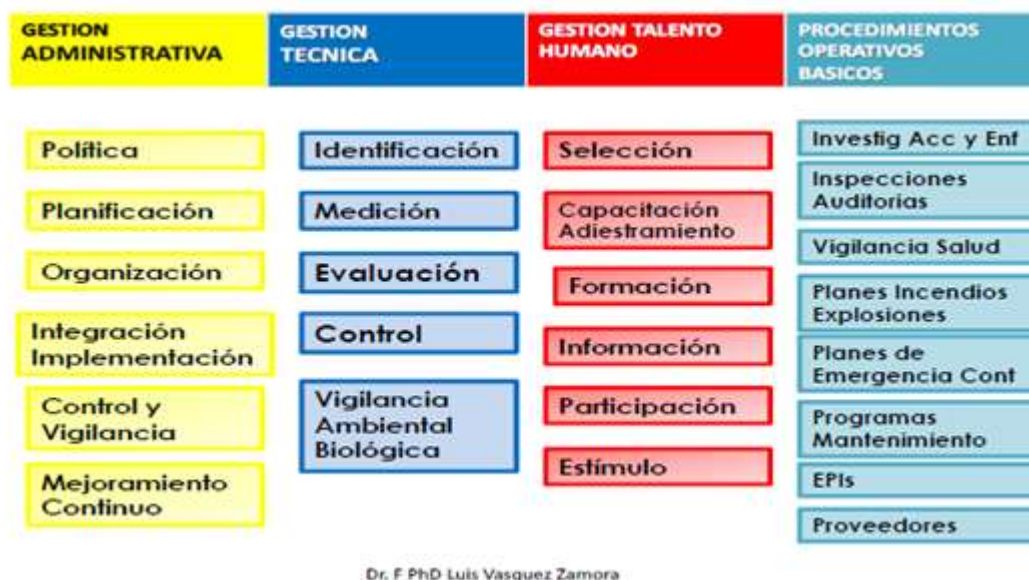 GESTION
ADMINISTRATIVA
GESTION
TECNICA
GESTION TALENTO
HUMANO
PROCEDIMIENTOS
OPERATIVOS
BASICOS
Política
Planificación
Organización
Integración
Implementación
Control y
Vigilancia
Mejoramiento
Continuo
Identificación
Medición
Evaluación
Control
Vigilancia
Ambiental
Biológica
Selección
Capacitación
Adiestramiento
Formación
Información
Participación
Estímulo
Investig Acc y Enf
Inspecciones
Auditorias
Vigilancia Salud
Planes Incendios
Explosiones
Planes de
Emergencia Cont
Programas
Mantenimiento
EPIs
Proveedores
Dr. F PhD Luis Vasquez Zamora